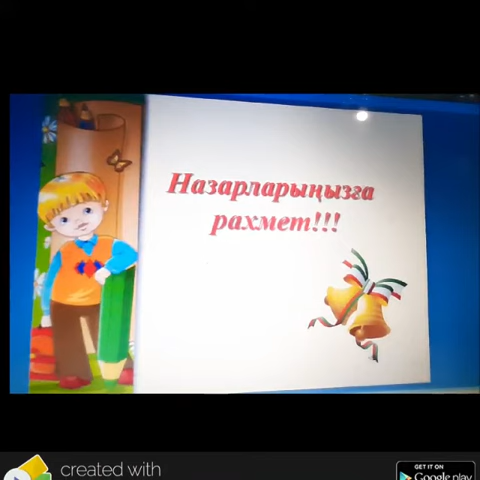 Назарларыңызға
рахмет!!!
created with
GET IT ON
Google play